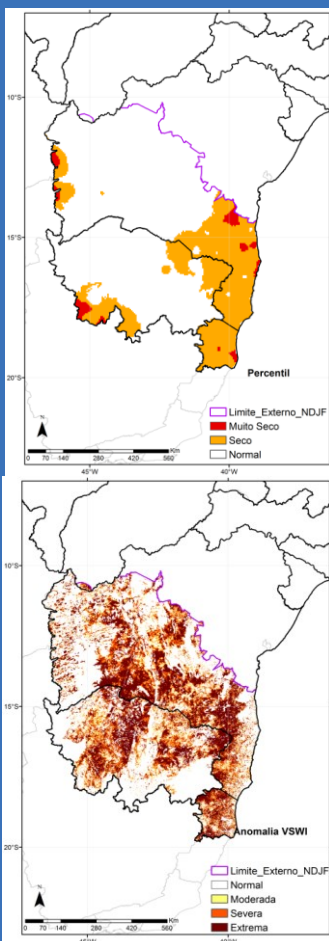 10°S
15°S
20°S
Percentil
Limite_Externo_NDJF
Muito Seco
Seco
Normal
Km
0 70 140 280 420 560
45°W 40°W
10°S
15°S
20°S
Anomalia VSWI
Limite_Externo_NDJF
Normal
Moderada
Severa
Extrema
Km
0 70 140 280 420 560